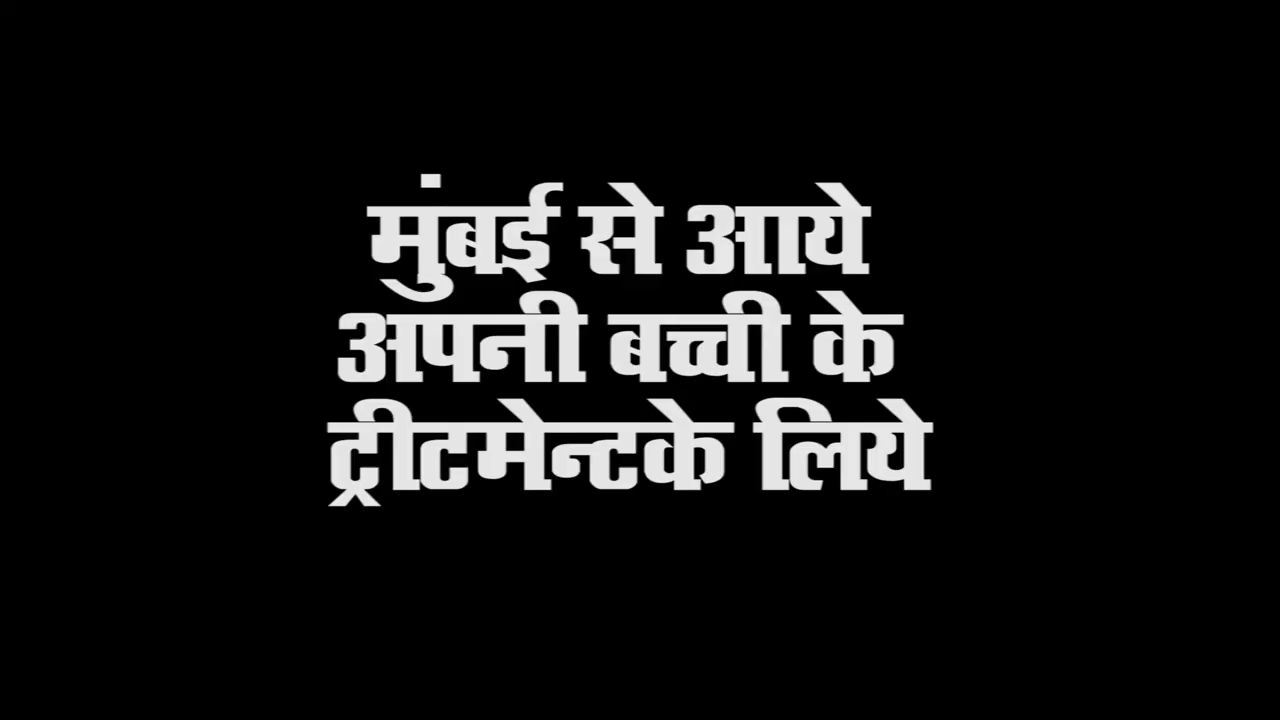 मुंबई से आये
अपनी बच्ची के
ट्रीटमेन्टके लिये